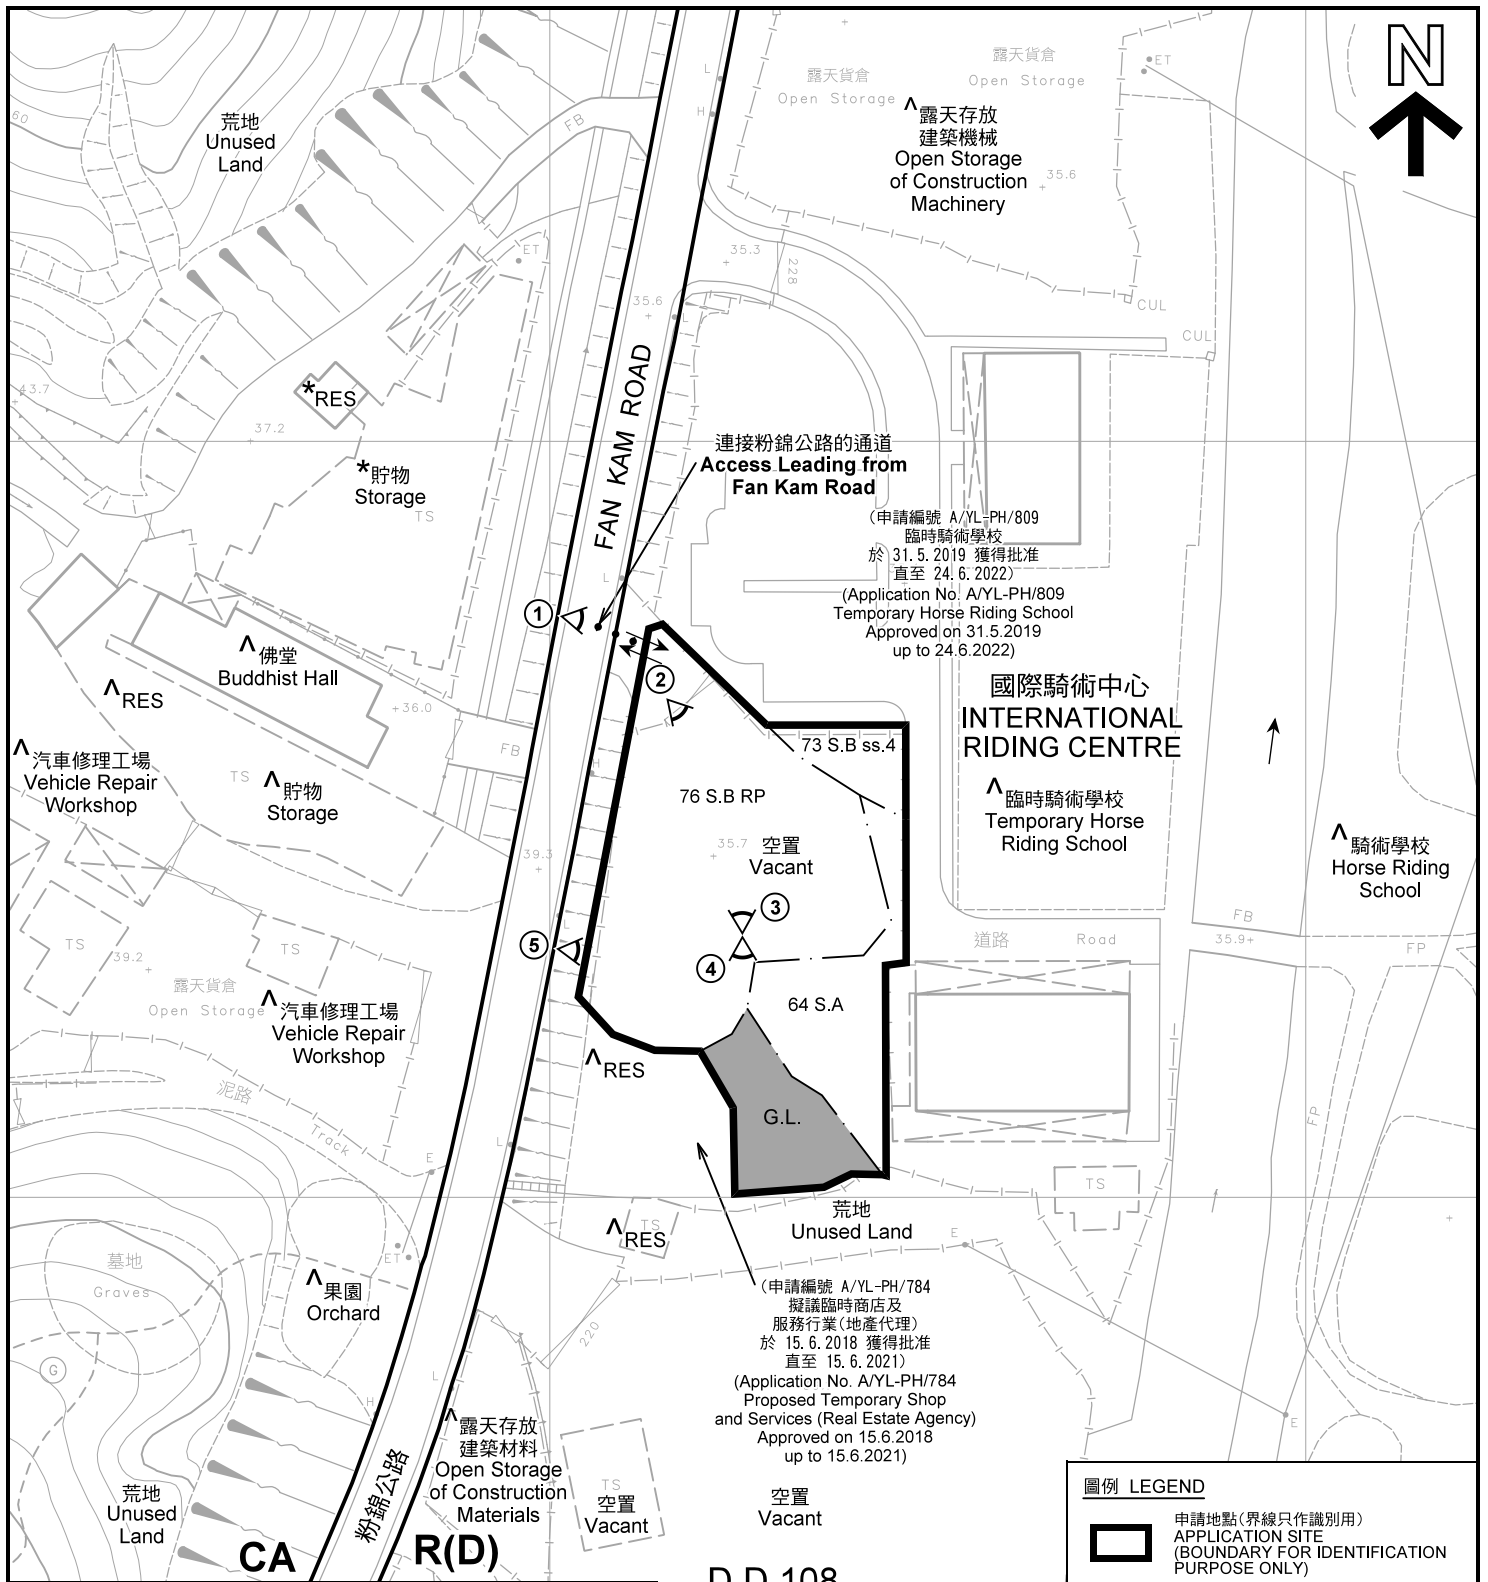 N
露天貨倉
Open Storage
露天貨倉
Open Storage
ET
L
H
FB
60
荒地
Unused
Land
^露天存放
建築機械
Open Storage
of Construction
Machinery
35.6
ET
35.3
228
35.6
L
CUL
CUL
43.7
*RES
37.2
*貯物
Storage
TS
FAN KAM ROAD
連接粉錦公路的通道
Access Leading from
Fan Kam Road
(申請編號 A/YL-PH/809
臨時騎術學校
於 31.5.2019 獲得批准
直至 24.6.2022)
(Application No. A/YL-PH/809
Temporary Horse Riding School
Approved on 31.5.2019
up to 24.6.2022)
L
1
2
^佛堂
Buddhist Hall
^RES
36.0
FB
國際騎術中心
INTERNATIONAL
RIDING CENTRE
^汽車修理工場
Vehicle Repair
Workshop
TS
^貯物
Storage
H
73 S.B ss.4
76 S.B RP
35.7
空置
Vacant
^臨時騎術學校
Temporary Horse
Riding School
^騎術學校
Horse Riding
School
39.3
L
3
4
5
TS
TS
39.2
露天貨倉
Open Storage
^汽車修理工場
Vehicle Repair
Workshop
道路 Road
FB
35.9
FP
64 S.A
^RES
G.L.
泥路
Track
E
L
FP
TS
荒地
Unused Land
TS
^RES
E
墓地
Graves
ET
^果園
Orchard
220
G
(申請編號 A/YL-PH/784
擬議臨時商店及
服務行業(地產代理)
於 15.6.2018 獲得批准
直至 15.6.2021)
(Application No. A/YL-PH/784
Proposed Temporary Shop
and Services (Real Estate Agency)
Approved on 15.6.2018
up to 15.6.2021)
L
H
E
^露天存放
建築材料
Open Storage
of Construction
Materials
粉錦公路
荒地
Unused
Land
TS
空置
Vacant
空置
Vacant
CA
R(D)
D.D.108
圖例 LEGEND
申請地點(界線只作識別用)
APPLICATION SITE
(BOUNDARY FOR IDENTIFICATION
PURPOSE ONLY)